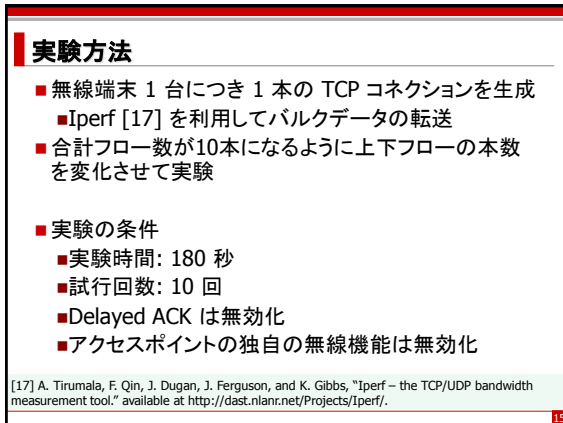 実験方法
■無線端末 1 台につき 1 本の TCP コネクションを生成
■Iperf [17] を利用してバルクデータの転送
■合計フロー数が10本になるように上下フローの本数
を変化させて実験
■実験の条件
■実験時間: 180 秒
■試行回数: 10 回
■Delayed ACK は無効化
■アクセスポイントの独自の無線機能は無効化
[17] A. Tirumala, F. Qin, J. Dugan, J. Ferguson, and K. Gibbs, “Iperf – the TCP/UDP bandwidth
measurement tool.” available at http://dast.nlanr.net/Projects/Iperf/.
15